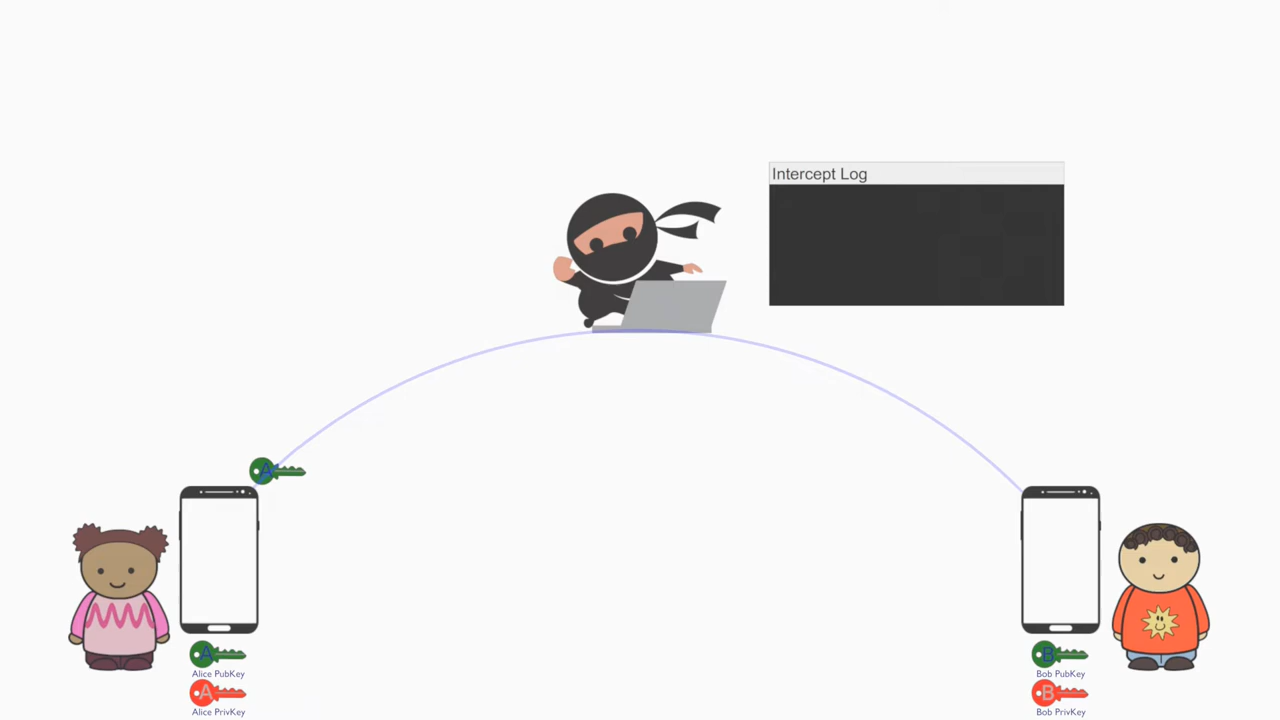 Intercept Log
A
A
Alice PubKey
A
Alice PrivKey
B
Bob PubKey
B
Bob PrivKey